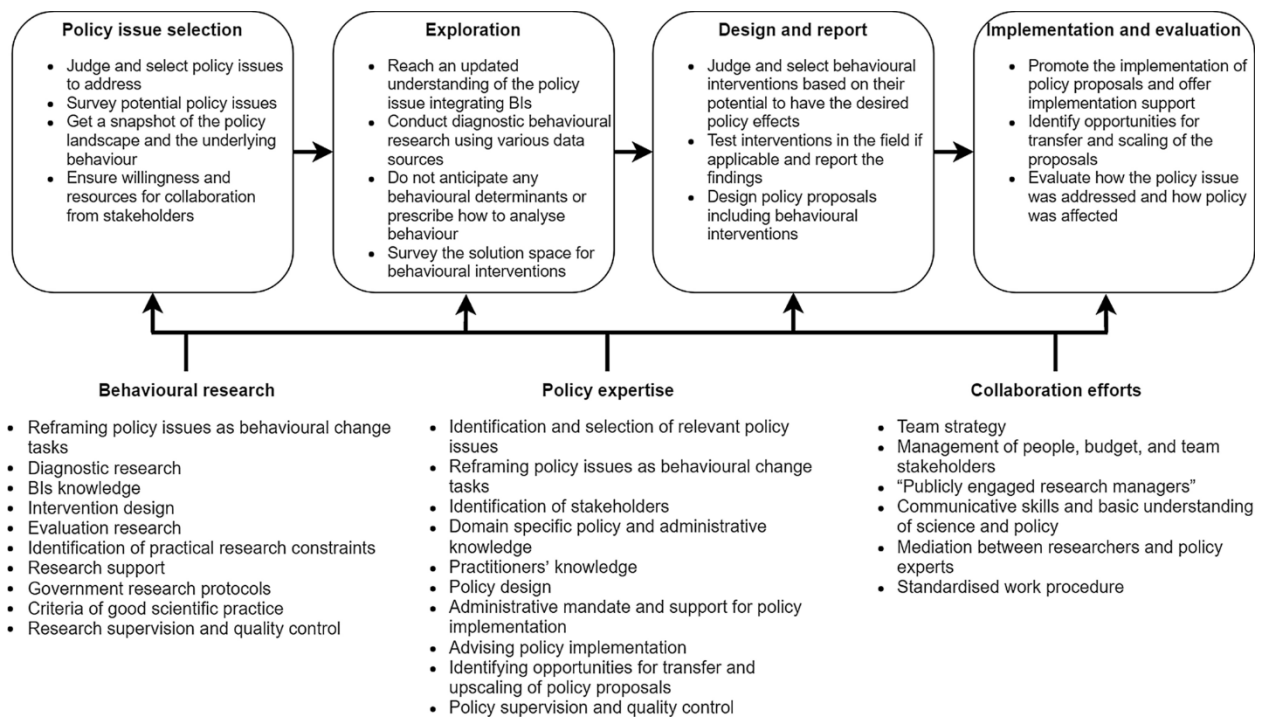 Policy issue selection
• Judge and select policy issues
to address
• Survey potential policy issues
• Get a snapshot of the policy
landscape and the underlying
behaviour
• Ensure willingness and
resources for collaboration
from stakeholders
Exploration
• Reach an updated
understanding of the policy
issue integrating BIs
• Conduct diagnostic behavioural
research using various data
sources
• Do not anticipate any
behavioural determinants or
prescribe how to analyse
behaviour
• Survey the solution space for
behavioural interventions
Design and report
• Judge and select behavioural
interventions based on their
potential to have the desired
policy effects
• Test interventions in the field if
applicable and report the
findings
• Design policy proposals
including behavioural
interventions
Implementation and evaluation
• Promote the implementation of
policy proposals and offer
implementation support
• Identify opportunities for
transfer and scaling of the
proposals
• Evaluate how the policy issue
was addressed and how policy
was affected
Behavioural research
• Reframing policy issues as behavioural change
tasks
• Diagnostic research
• BIs knowledge
• Intervention design
• Evaluation research
• Identification of practical research constraints
• Research support
• Government research protocols
• Criteria of good scientific practice
• Research supervision and quality control
Policy expertise
• Identification and selection of relevant policy
issues
• Reframing policy issues as behavioural change
tasks
• Identification of stakeholders
• Domain specific policy and administrative
knowledge
• Practitioners’ knowledge
• Policy design
• Administrative mandate and support for policy
implementation
• Advising policy implementation
• Identifying opportunities for transfer and
upscaling of policy proposals
• Policy supervision and quality control
Collaboration efforts
• Team strategy
• Management of people, budget, and team
stakeholders
• “Publicly engaged research managers”
• Communicative skills and basic understanding
of science and policy
• Mediation between researchers and policy
experts
• Standardised work procedure